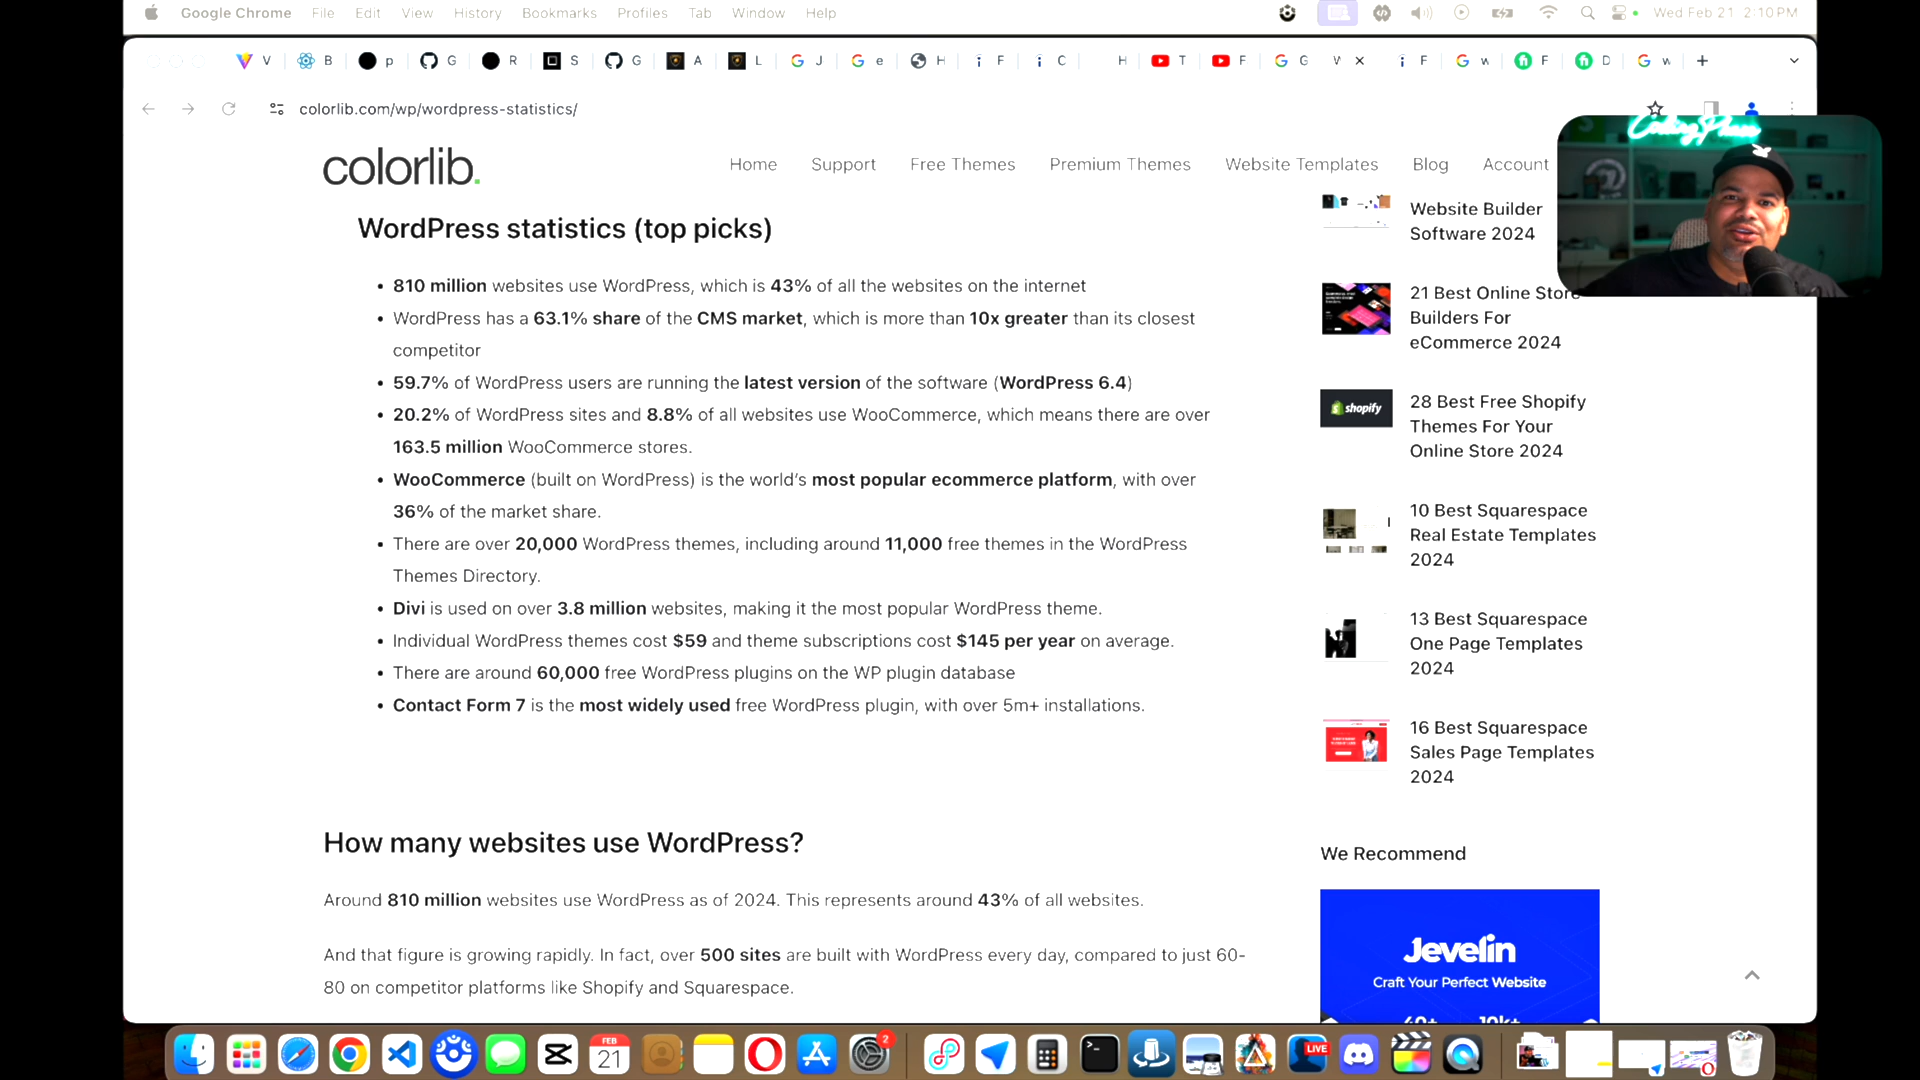 Google Chrome File Edit View History Bookmarks Profiles Tab Window Help Wed Feb 21 2:10 PM
V B p G R S G A L J e H F C H T F G W F w F D w
colorlib.com/wp/wordpress-statistics/
colorlib.
Home Support Free Themes Premium Themes Website Templates Blog Account
CodingPhase
WordPress statistics (top picks)
• 810 million websites use WordPress, which is 43% of all the websites on the internet
• WordPress has a 63.1% share of the CMS market, which is more than 10x greater than its closest
competitor
• 59.7% of WordPress users are running the latest version of the software (WordPress 6.4)
• 20.2% of WordPress sites and 8.8% of all websites use WooCommerce, which means there are over
163.5 million WooCommerce stores.
• WooCommerce (built on WordPress) is the world's most popular ecommerce platform, with over
36% of the market share.
• There are over 20,000 WordPress themes, including around 11,000 free themes in the WordPress
Themes Directory.
• Divi is used on over 3.8 million websites, making it the most popular WordPress theme.
• Individual WordPress themes cost $59 and theme subscriptions cost $145 per year on average.
• There are around 60,000 free WordPress plugins on the WP plugin database
• Contact Form 7 is the most widely used free WordPress plugin, with over 5m+ installations.
How many websites use WordPress?
Around 810 million websites use WordPress as of 2024. This represents around 43% of all websites.
And that figure is growing rapidly. In fact, over 500 sites are built with WordPress every day, compared to just 60-
80 on competitor platforms like Shopify and Squarespace.
Website Builder
Software 2024
21 Best Online Store
Builders For
eCommerce 2024
shopify
28 Best Free Shopify
Themes For Your
Online Store 2024
10 Best Squarespace
Real Estate Templates
2024
13 Best Squarespace
One Page Templates
2024
16 Best Squarespace
Sales Page Templates
2024
We Recommend
Jevelin
Craft Your Perfect Website
40+ 10k+
FEB
21
2
LIVE